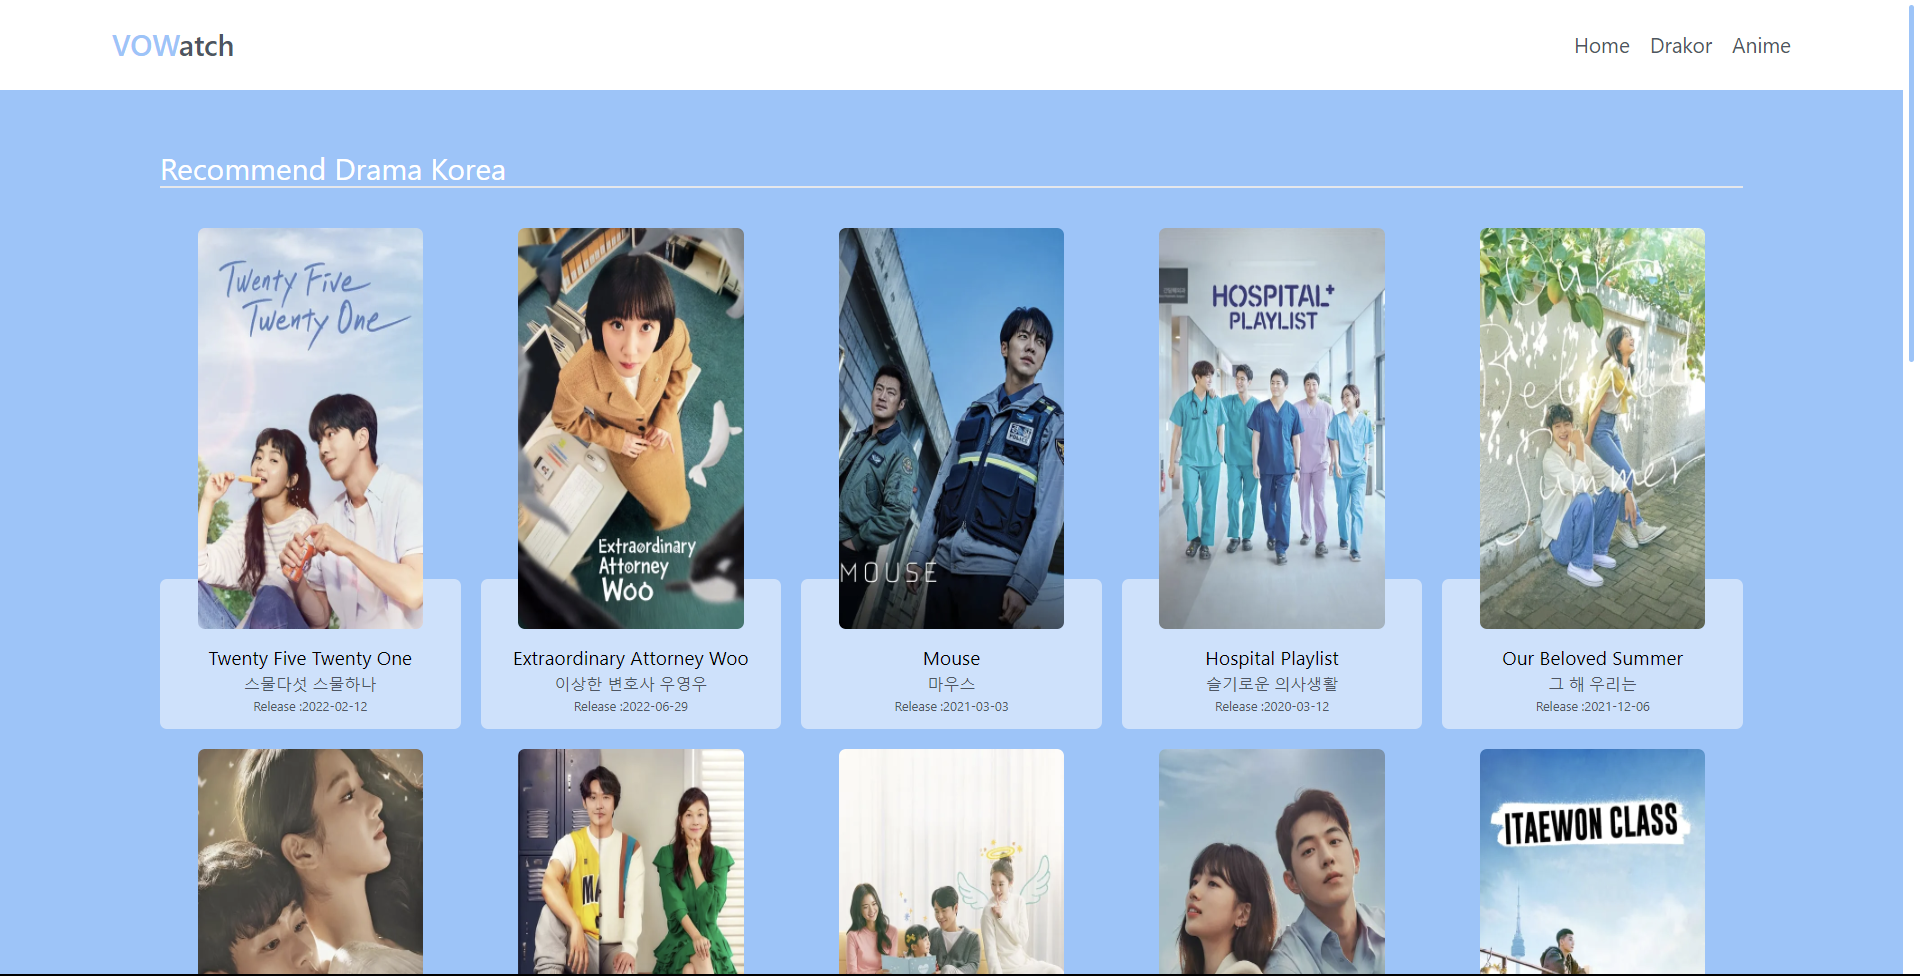 VOWatch
Home Drakor Anime
Recommend Drama Korea
Twenty Five
Twenty One
Extraordinary
Attorney
Woo
MOUSE
HOSPITAL+
PLAYLIST
Our
Beloved
Summer
Twenty Five Twenty One
스물다섯 스물하나
Release :2022-02-12
Extraordinary Attorney Woo
이상한 변호사 우영우
Release :2022-06-29
Mouse
마우스
Release :2021-03-03
Hospital Playlist
슬기로운 의사생활
Release :2020-03-12
Our Beloved Summer
그 해 우리는
Release :2021-12-06
ITAEWON CLASS